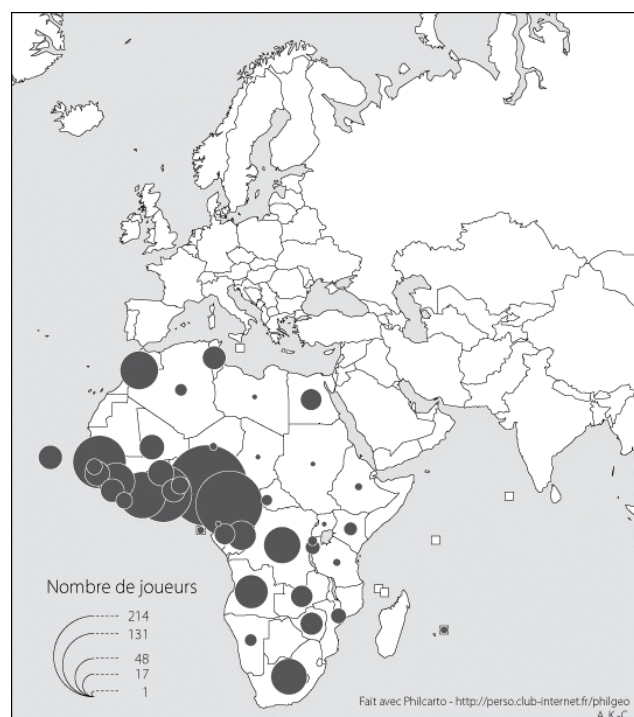 Nombre de joueurs
214
131
48
17
1
Fait avec Philcarto - http://perso.club-internet.fr/philgeo
A.K.-C.